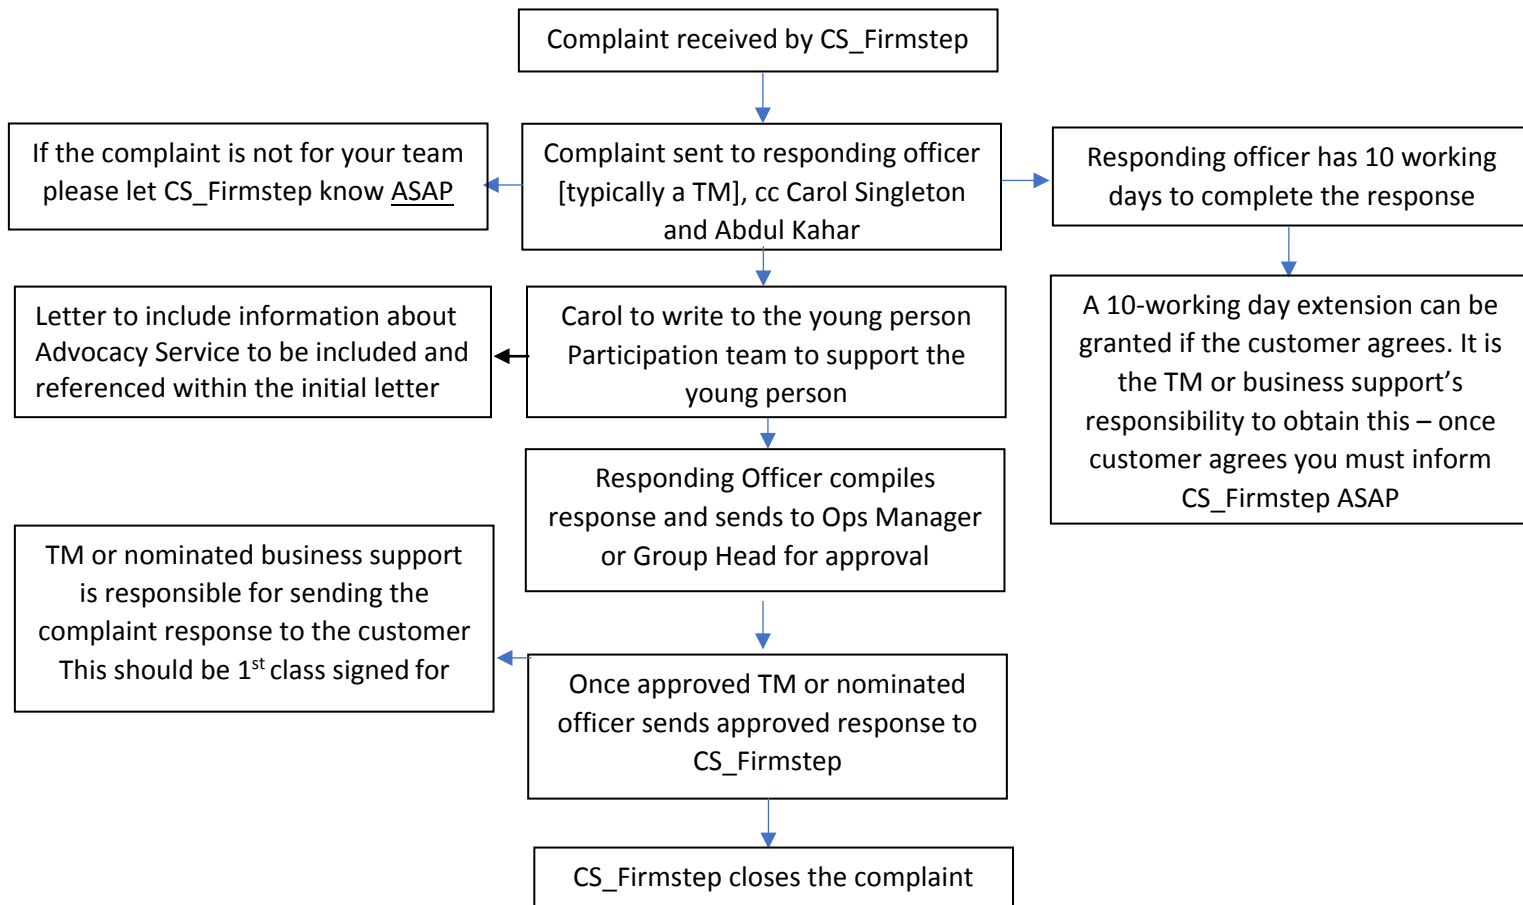 Complaint received by CS_Firmstep
If the complaint is not for your team
please let CS_Firmstep know ASAP
Complaint sent to responding officer
[typically a TM], cc Carol Singleton
and Abdul Kahar
Responding officer has 10 working
days to complete the response
Letter to include information about
Advocacy Service to be included and
referenced within the initial letter
Carol to write to the young person
Participation team to support the
young person
A 10-working day extension can be
granted if the customer agrees. It is
the TM or business support’s
responsibility to obtain this – once
customer agrees you must inform
CS_Firmstep ASAP
Responding Officer compiles
response and sends to Ops Manager
or Group Head for approval
TM or nominated business support
is responsible for sending the
complaint response to the customer
This should be 1st class signed for
Once approved TM or nominated
officer sends approved response to
CS_Firmstep
CS_Firmstep closes the complaint